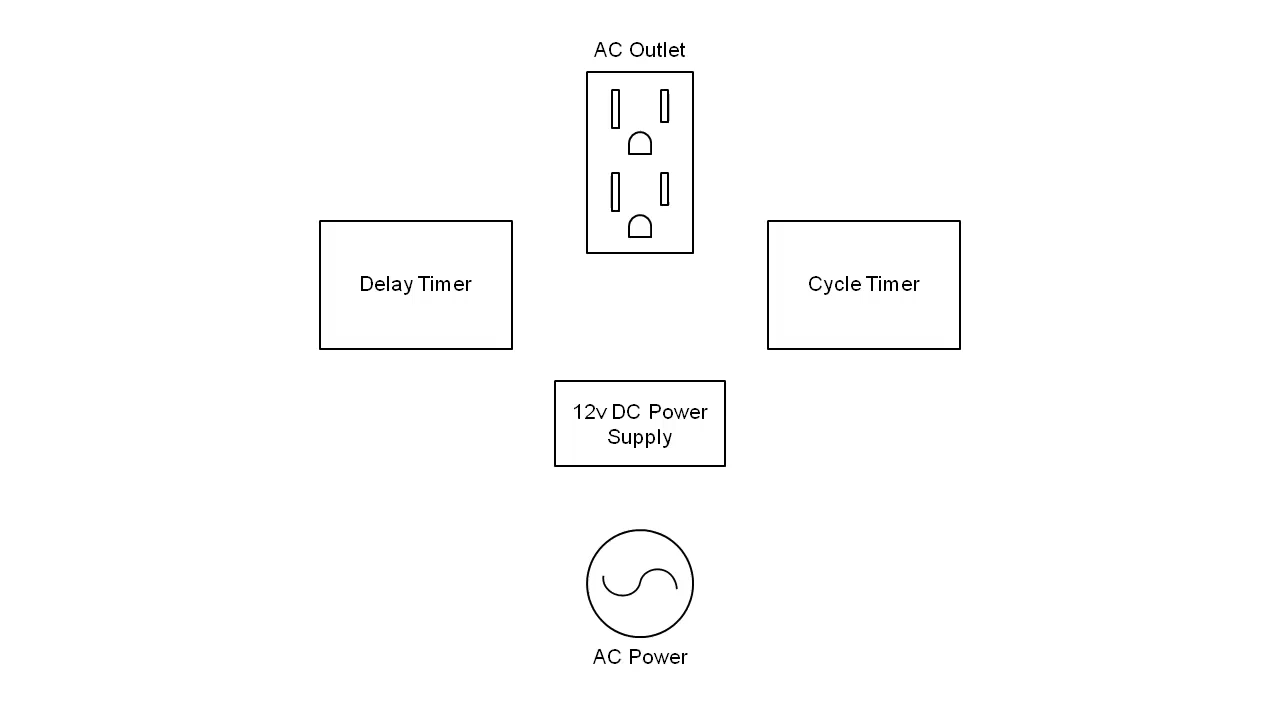 AC Outlet
Delay Timer
Cycle Timer
12v DC Power
Supply
AC Power